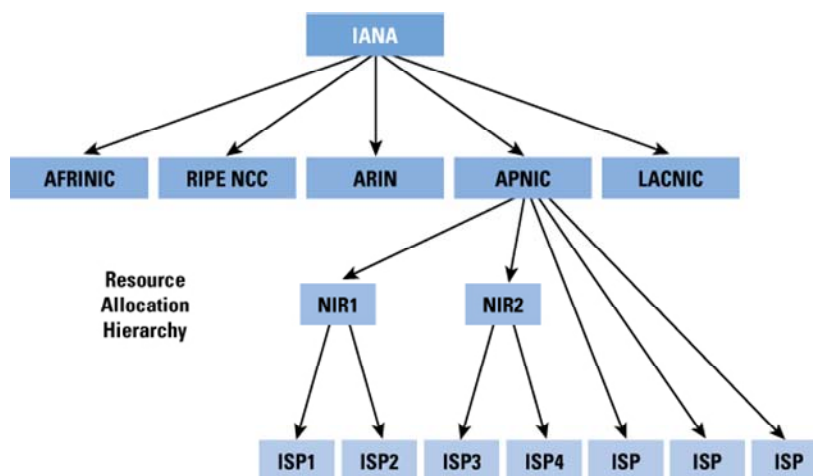 IANA
AFRINIC RIPE NCC ARIN APNIC LACNIC
Resource
Allocation
Hierarchy
NIR1 NIR2
ISP1 ISP2 ISP3 ISP4 ISP ISP ISP